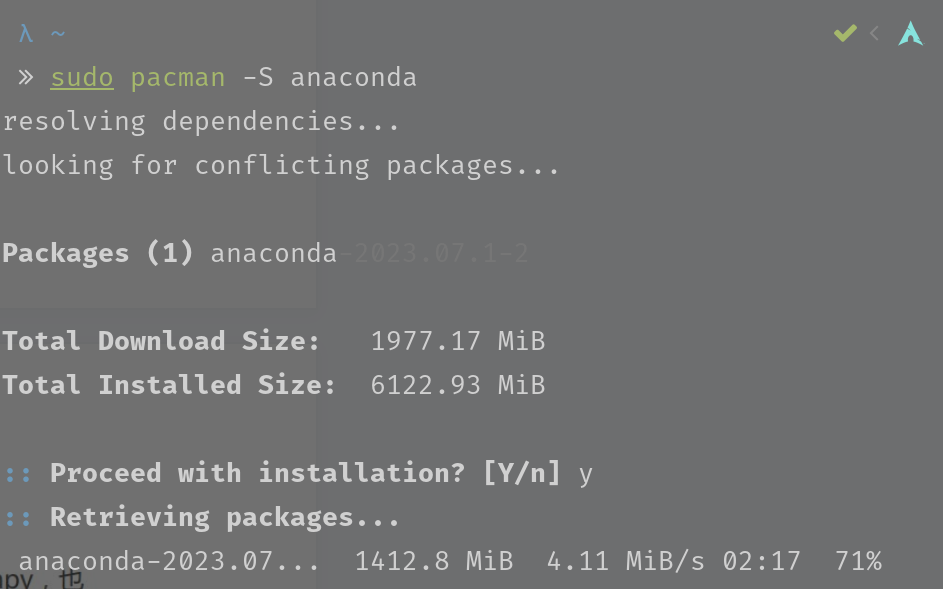 λ ~
» sudo pacman -S anaconda
resolving dependencies...
looking for conflicting packages...
Packages (1) anaconda-2023.07.1-2
Total Download Size:   1977.17 MiB
Total Installed Size:  6122.93 MiB
:: Proceed with installation? [Y/n] y
:: Retrieving packages...
anaconda-2023.07...  1412.8 MiB  4.11 MiB/s 02:17  71%
py，也